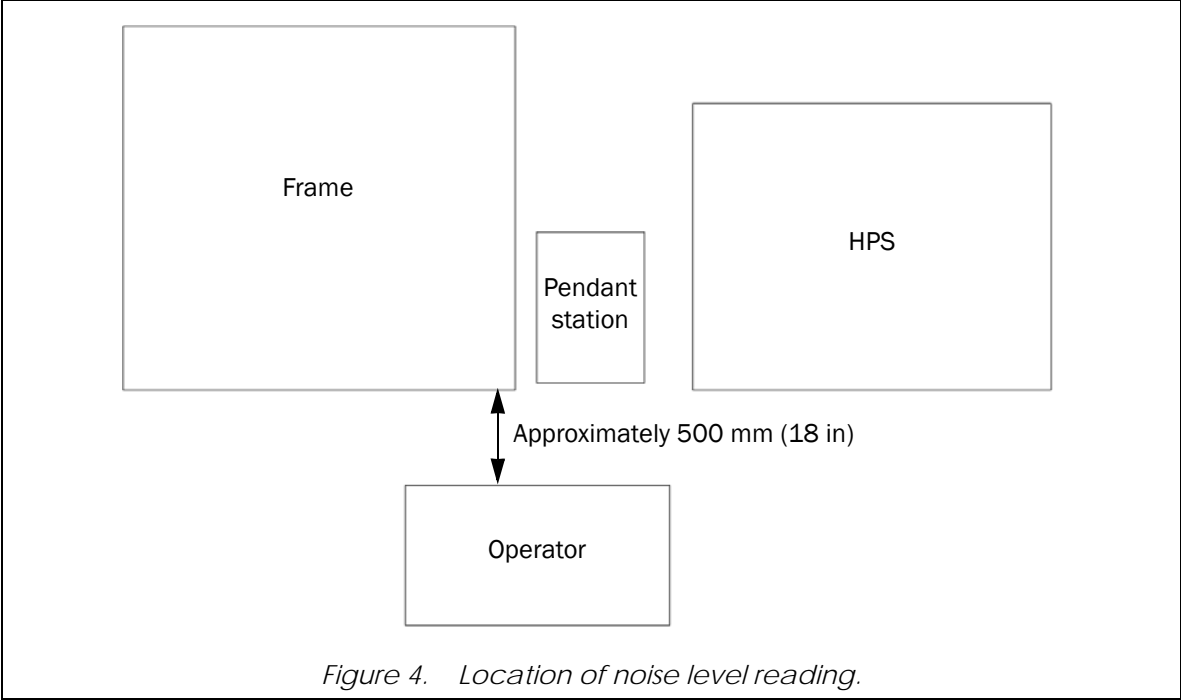 Frame
HPS
Pendant
station
Approximately 500 mm (18 in)
Operator
Figure 4. Location of noise level reading.